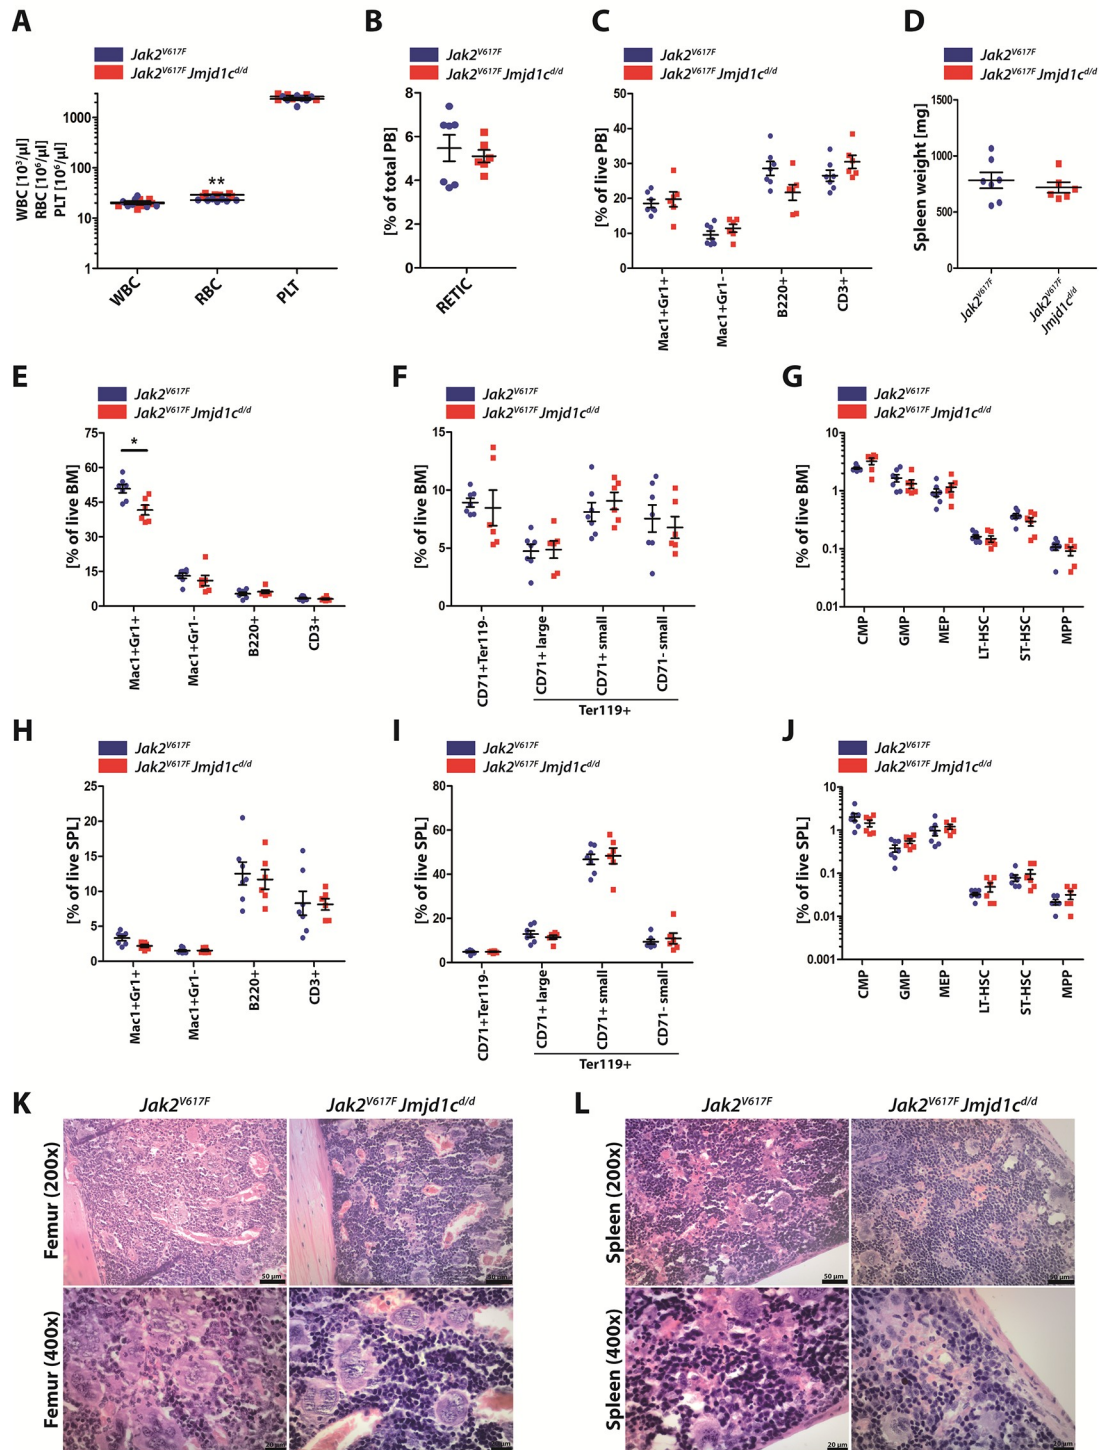 A
Jak2V617F
Jak2V617F Jmjd1cd/d
WBC [103/µl]
RBC [106/µl]
PLT [106/µl]
1000
100
10
1
**
WBC
RBC
PLT
B
Jak2V617F
Jak2V617F Jmjd1cd/d
[% of total PB]
8
6
4
2
0
RETIC
C
Jak2V617F
Jak2V617F Jmjd1cd/d
[% of live PB]
50
40
30
20
10
0
Mac1+Gr1+
Mac1+Gr1-
B220+
CD3+
D
Jak2V617F
Jak2V617F Jmjd1cd/d
Spleen weight [mg]
1500
1000
500
0
Jak2V617F
Jak2V617F
Jmjd1cd/d
E
Jak2V617F
Jak2V617F Jmjd1cd/d
[% of live BM]
75
60
45
30
15
0
*
Mac1+Gr1+
Mac1+Gr1-
B220+
CD3+
F
Jak2V617F
Jak2V617F Jmjd1cd/d
[% of live BM]
15
10
5
0
CD71+Ter119-
CD71+ large
CD71+ small
CD71- small
Ter119+
G
Jak2V617F
Jak2V617F Jmjd1cd/d
[% of live BM]
10
1
0.1
0.01
CMP
GMP
MEP
LT-HSC
ST-HSC
MPP
H
Jak2V617F
Jak2V617F Jmjd1cd/d
[% of live SPL]
25
20
15
10
5
0
Mac1+Gr1+
Mac1+Gr1-
B220+
CD3+
I
Jak2V617F
Jak2V617F Jmjd1cd/d
[% of live SPL]
80
60
40
20
0
CD71+Ter119-
CD71+ large
CD71+ small
CD71- small
Ter119+
J
Jak2V617F
Jak2V617F Jmjd1cd/d
[% of live SPL]
10
1
0.1
0.01
0.001
CMP
GMP
MEP
LT-HSC
ST-HSC
MPP
K
Jak2V617F
Jak2V617F Jmjd1cd/d
Femur (200x)
50 µm
Femur (400x)
20 µm
L
Jak2V617F
Jak2V617F Jmjd1cd/d
Spleen (200x)
50 µm
Spleen (400x)
20 µm